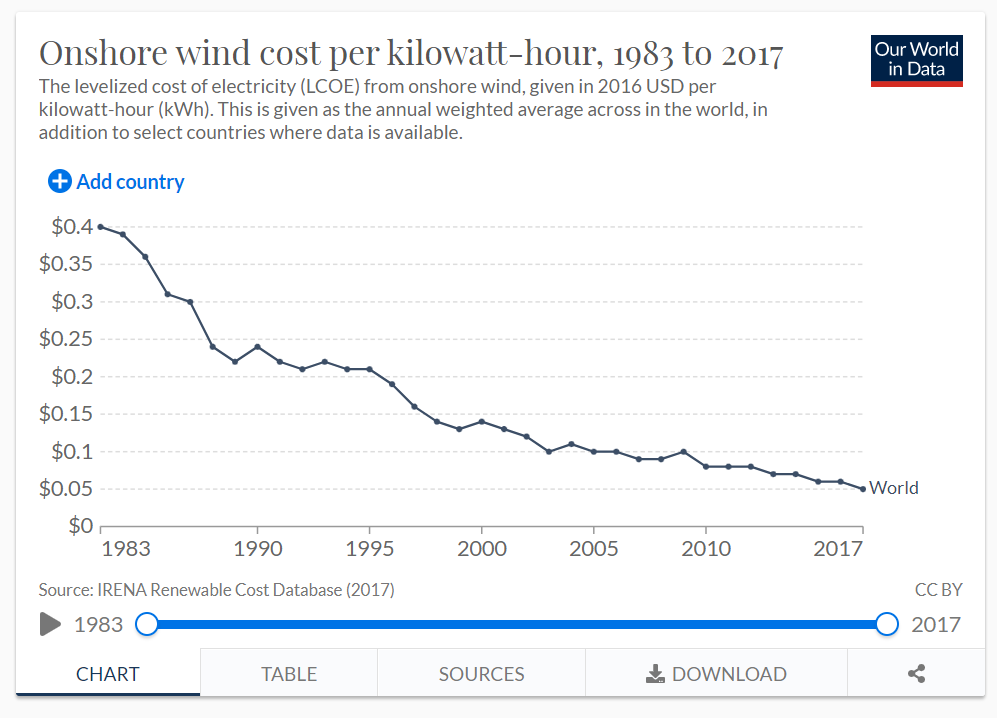 Onshore wind cost per kilowatt-hour, 1983 to 2017
Our World
in Data
The levelized cost of electricity (LCOE) from onshore wind, given in 2016 USD per
kilowatt-hour (kWh). This is given as the annual weighted average across in the world, in
addition to select countries where data is available.
Add country
$0.4
$0.35
$0.3
$0.25
$0.2
$0.15
$0.1
$0.05
World
$0
1983 1990 1995 2000 2005 2010 2017
Source: IRENA Renewable Cost Database (2017) CC BY
1983 2017
CHART TABLE SOURCES DOWNLOAD